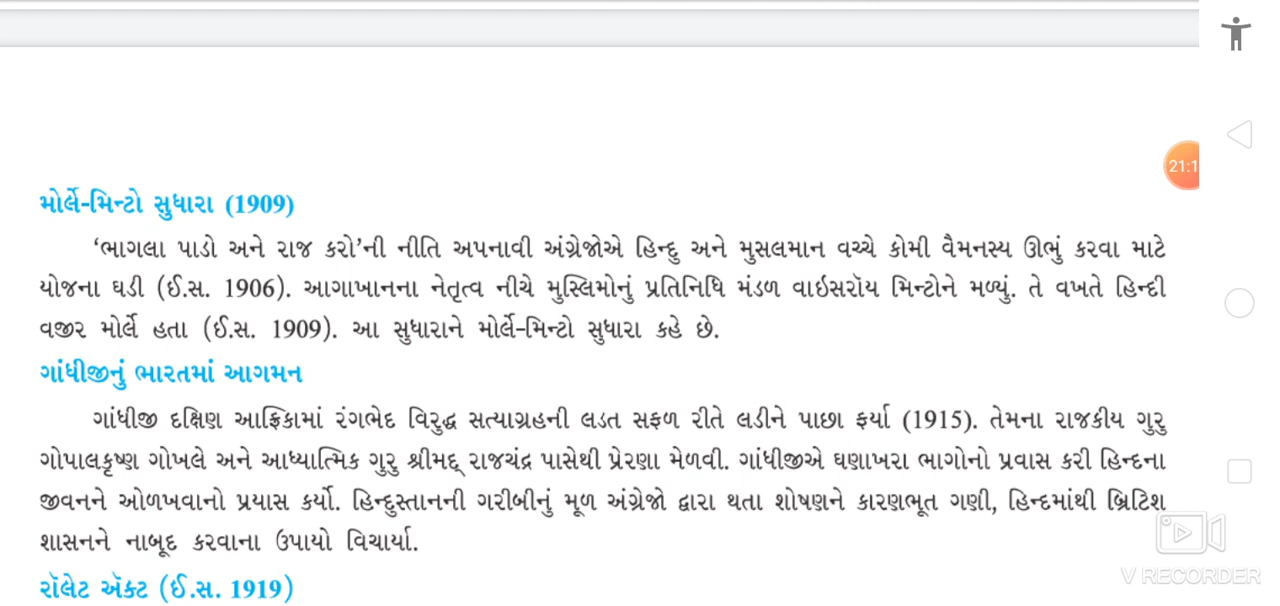 21:1
મોર્લે-મિન્ટો સુધારા (1909)
‘ભાગલા પાડો અને રાજ કરો’ની નીતિ અપનાવી અંગ્રેજોએ હિન્દુ અને મુસલમાન વચ્ચે કોમી વૈમનસ્ય ઊભું કરવા માટે
યોજના ઘડી (ઈ.સ. 1906). આગાખાનના નેતૃત્વ નીચે મુસ્લિમોનું પ્રતિનિધિ મંડળ વાઇસરૉય મિન્ટોને મળ્યું. તે વખતે હિન્દી
વજીર મોર્લે હતા (ઈ.સ. 1909). આ સુધારાને મોર્લે-મિન્ટો સુધારા કહે છે.
ગાંધીજીનું ભારતમાં આગમન
ગાંધીજી દક્ષિણ આફ્રિકામાં રંગભેદ વિરુદ્ધ સત્યાગ્રહની લડત સફળ રીતે લડીને પાછા ફર્યા (1915). તેમના રાજકીય ગુરુ
ગોપાલકૃષ્ણ ગોખલે અને આધ્યાત્મિક ગુરુ શ્રીમદ્ રાજચંદ્ર પાસેથી પ્રેરણા મેળવી. ગાંધીજીએ ઘણાખરા ભાગોનો પ્રવાસ કરી હિન્દના
જીવનને ઓળખવાનો પ્રયાસ કર્યો. હિન્દુસ્તાનની ગરીબીનું મૂળ અંગ્રેજો દ્વારા થતા શોષણને કારણભૂત ગણી, હિન્દમાંથી બ્રિટિશ
શાસનને નાબૂદ કરવાના ઉપાયો વિચાર્યા.
રૉલેટ ઍક્ટ (ઈ.સ. 1919)
V RECORDER